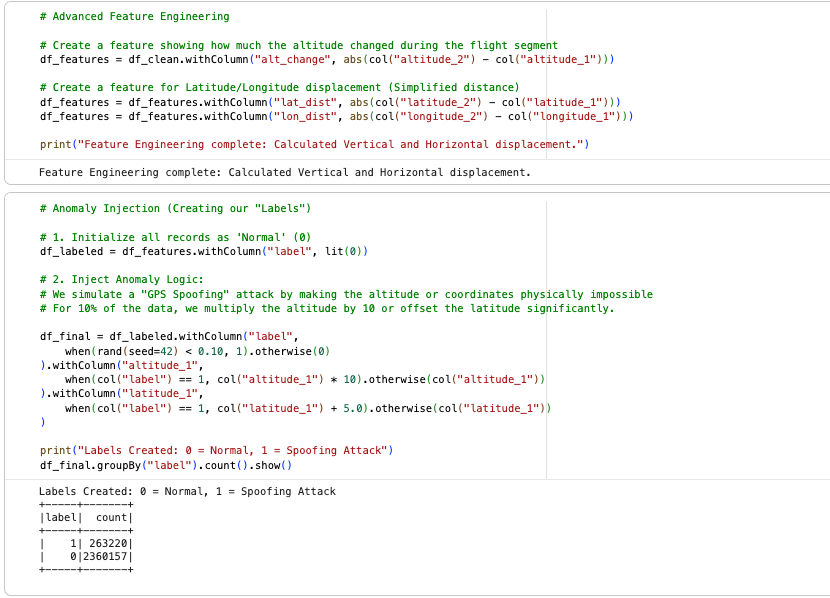 # Advanced Feature Engineering
# Create a feature showing how much the altitude changed during the flight segment
df_features = df_clean.withColumn("alt_change", abs(col("altitude_2") - col("altitude_1")))
# Create a feature for Latitude/Longitude displacement (Simplified distance)
df_features = df_features.withColumn("lat_dist", abs(col("latitude_2") - col("latitude_1")))
df_features = df_features.withColumn("lon_dist", abs(col("longitude_2") - col("longitude_1")))
print("Feature Engineering complete: Calculated Vertical and Horizontal displacement.")
Feature Engineering complete: Calculated Vertical and Horizontal displacement.
# Anomaly Injection (Creating our "Labels")
# 1. Initialize all records as 'Normal' (0)
df_labeled = df_features.withColumn("label", lit(0))
# 2. Inject Anomaly Logic:
# We simulate a "GPS Spoofing" attack by making the altitude or coordinates physically impossible
# For 10% of the data, we multiply the altitude by 10 or offset the latitude significantly.
df_final = df_labeled.withColumn("label",
    when(rand(seed=42) < 0.10, 1).otherwise(0)
).withColumn("altitude_1",
    when(col("label") == 1, col("altitude_1") * 10).otherwise(col("altitude_1"))
).withColumn("latitude_1",
    when(col("label") == 1, col("latitude_1") + 5.0).otherwise(col("latitude_1"))
)
print("Labels Created: 0 = Normal, 1 = Spoofing Attack")
df_final.groupBy("label").count().show()
Labels Created: 0 = Normal, 1 = Spoofing Attack
+-----+-------+
|label|  count|
+-----+-------+
|    1| 263220|
|    0|2360157|
+-----+-------+